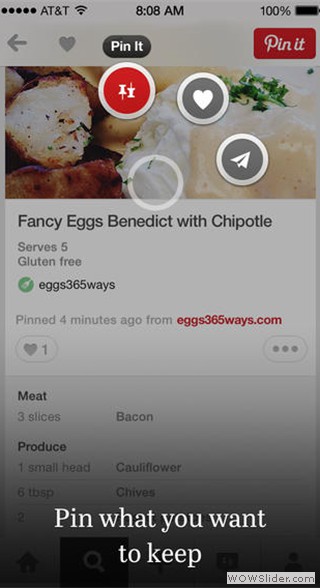 AT&T 8:08 AM 100%
Pin It
Pin it
Fancy Eggs Benedict with Chipotle
Serves 5
Gluten free
eggs365ways
Pinned 4 minutes ago from eggs365ways.com
1
Meat
3 slices Bacon
Produce
1 small head Cauliflower
6 tbsp Chives
2
Pin what you want
to keep
WOWSlider.com